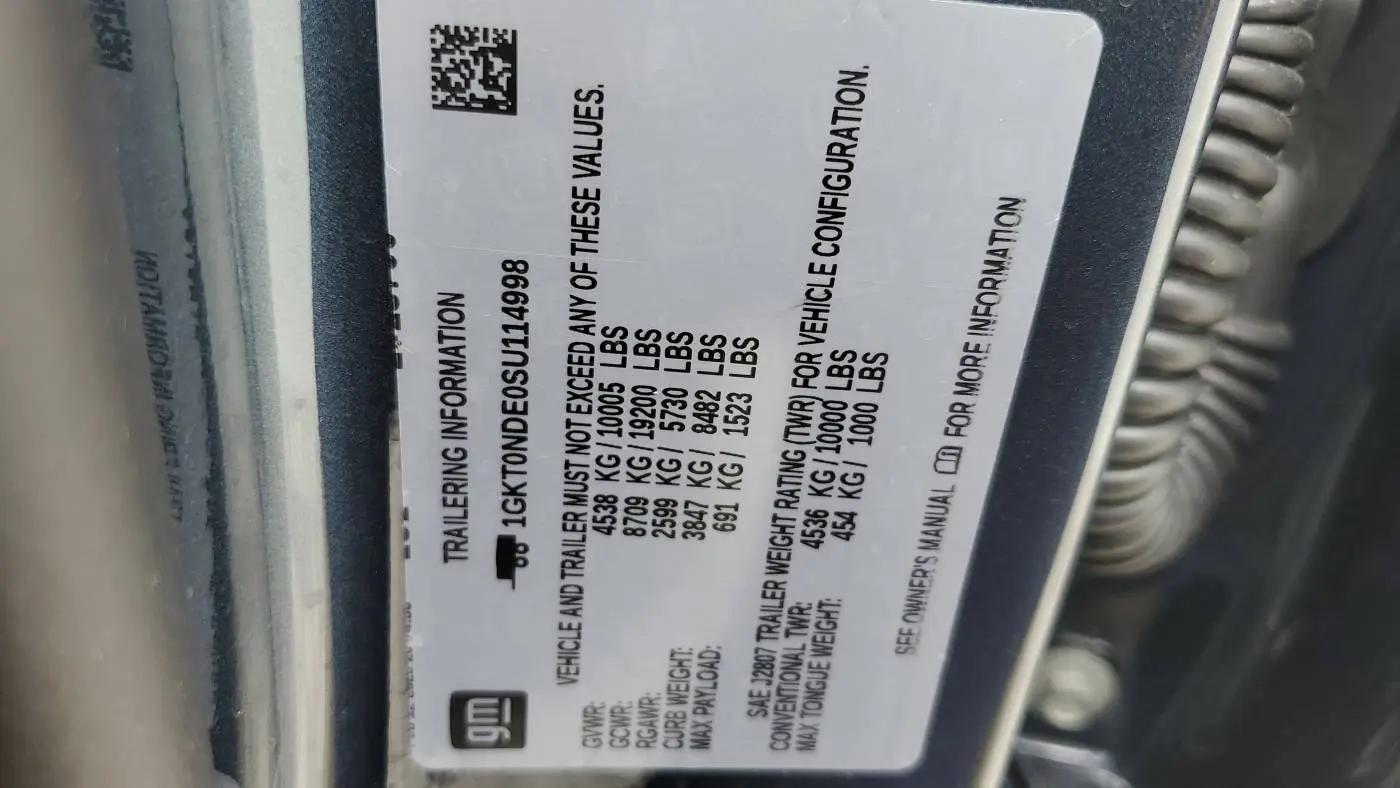 TRAILERING INFORMATION
gm
1GKT0NDE0SU114998
VEHICLE AND TRAILER MUST NOT EXCEED ANY OF THESE VALUES.
GVWR: 4538 KG / 10005 LBS
GCWR: 8709 KG / 19200 LBS
RGAWR: 2599 KG / 5730 LBS
CURB WEIGHT: 3847 KG / 8482 LBS
MAX PAYLOAD: 691 KG / 1523 LBS
SAE J2807 TRAILER WEIGHT RATING (TWR) FOR VEHICLE CONFIGURATION.
CONVENTIONAL TWR: 4536 KG / 10000 LBS
MAX TONGUE WEIGHT: 454 KG / 1000 LBS
SEE OWNER'S MANUAL FOR MORE INFORMATION